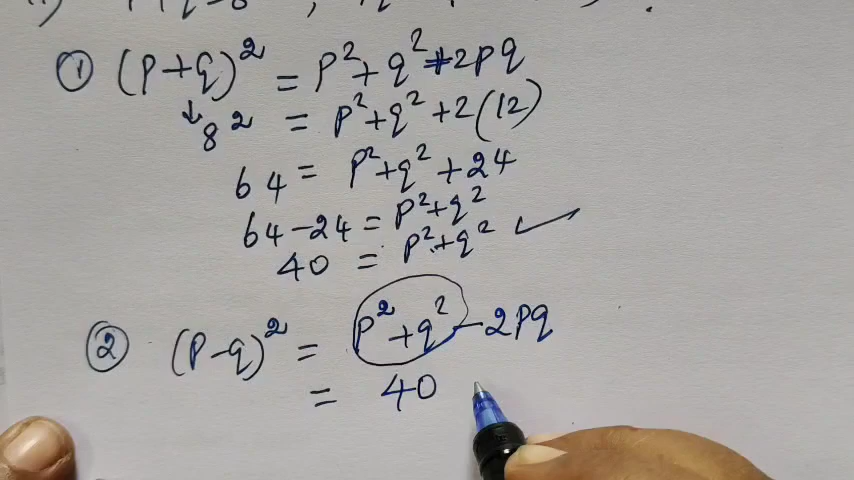 ① (p+q)² = p²+q²+2pq
↓8² = p²+q²+2(12)
64 = p²+q²+24
64-24 = p²+q²
40 = p²+q² ✓
② (p-q)² = p²+q²-2pq
= 40